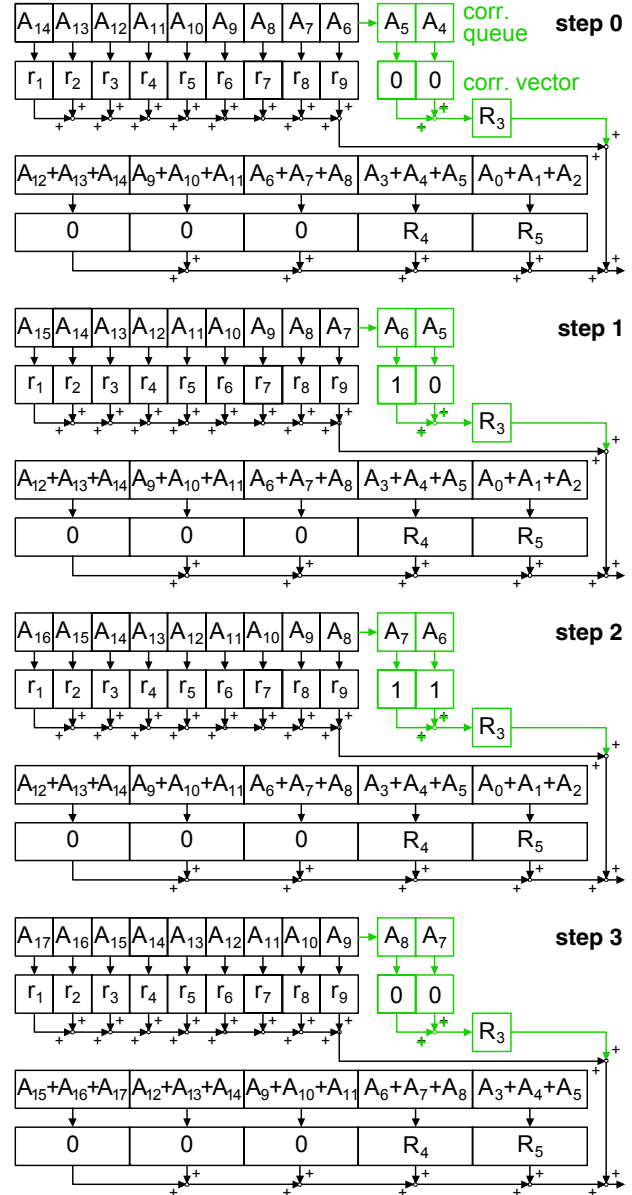 A₁₄ A₁₃ A₁₂ A₁₁ A₁₀ A₉ A₈ A₇ A₆ A₅ A₄ corr. queue step 0
r₁ r₂ r₃ r₄ r₅ r₆ r₇ r₈ r₉ 0 0 corr. vector
+ + + + + + + + +
+ + + + + + + + + R₃ +
+
A₁₂+A₁₃+A₁₄ A₉+A₁₀+A₁₁ A₆+A₇+A₈ A₃+A₄+A₅ A₀+A₁+A₂
0 0 0 R₄ R₅
+ + + + +
+ + + + +
A₁₅ A₁₄ A₁₃ A₁₂ A₁₁ A₁₀ A₉ A₈ A₇ A₆ A₅ step 1
r₁ r₂ r₃ r₄ r₅ r₆ r₇ r₈ r₉ 1 0
+ + + + + + + + +
+ + + + + + + + + R₃ +
+
A₁₂+A₁₃+A₁₄ A₉+A₁₀+A₁₁ A₆+A₇+A₈ A₃+A₄+A₅ A₀+A₁+A₂
0 0 0 R₄ R₅
+ + + + +
+ + + + +
A₁₆ A₁₅ A₁₄ A₁₃ A₁₂ A₁₁ A₁₀ A₉ A₈ A₇ A₆ step 2
r₁ r₂ r₃ r₄ r₅ r₆ r₇ r₈ r₉ 1 1
+ + + + + + + + +
+ + + + + + + + + R₃ +
+
A₁₂+A₁₃+A₁₄ A₉+A₁₀+A₁₁ A₆+A₇+A₈ A₃+A₄+A₅ A₀+A₁+A₂
0 0 0 R₄ R₅
+ + + + +
+ + + + +
A₁₇ A₁₆ A₁₅ A₁₄ A₁₃ A₁₂ A₁₁ A₁₀ A₉ A₈ A₇ step 3
r₁ r₂ r₃ r₄ r₅ r₆ r₇ r₈ r₉ 0 0
+ + + + + + + + +
+ + + + + + + + + R₃ +
+
A₁₅+A₁₆+A₁₇ A₁₂+A₁₃+A₁₄ A₉+A₁₀+A₁₁ A₆+A₇+A₈ A₃+A₄+A₅
0 0 0 R₄ R₅
+ + + + +
+ + + + +